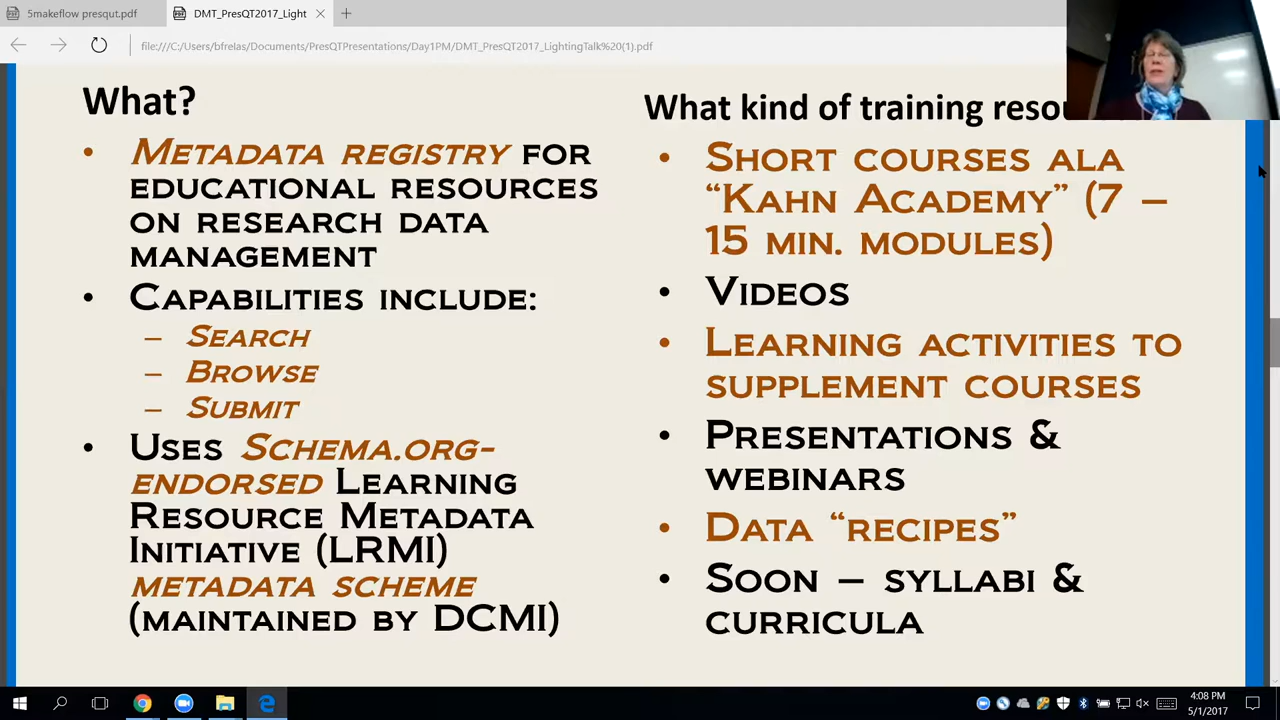 5makeflow presqut.pdf
DMT_PresQT2017_Light
file:///C:/Users/bfrelas/Documents/PresQTPresentations/Day1PM/DMT_PresQT2017_LightingTalk%20(1).pdf
What?
• Metadata registry for
educational resources
on research data
management
• Capabilities include:
– Search
– Browse
– Submit
• Uses Schema.org-
endorsed Learning
Resource Metadata
Initiative (LRMI)
metadata scheme
(maintained by DCMI)
What kind of training
• Short courses ala
“Kahn Academy” (7 –
15 min. modules)
• Videos
• Learning activities to
supplement courses
• Presentations &
webinars
• Data “recipes”
• Soon – syllabi &
curricula
4:08 PM
5/1/2017